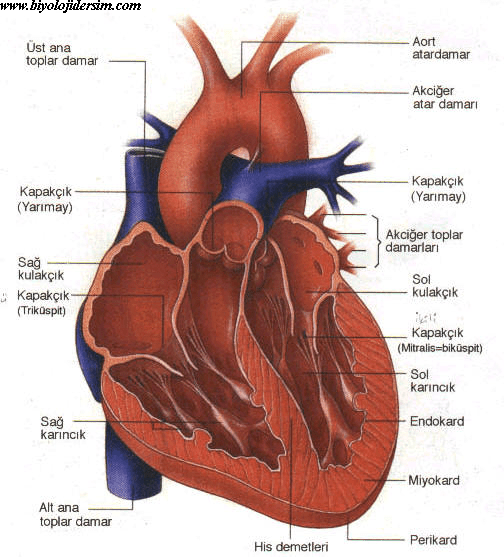 www.biyolojidersim.com
Üst ana
toplar damar
Aort
atardamar
Akciğer
atar damarı
Kapakçık
(Yarımay)
Kapakçık
(Yarımay)
Akciğer toplar
damarları
Sağ
kulakçık
Sol
kulakçık
Kapakçık
(Triküspit)
Kapakçık
(Mitralis=biküspit)
Sol
karıncık
Sağ
karıncık
Endokard
Miyokard
Alt ana
toplar damar
His demetleri
Perikard